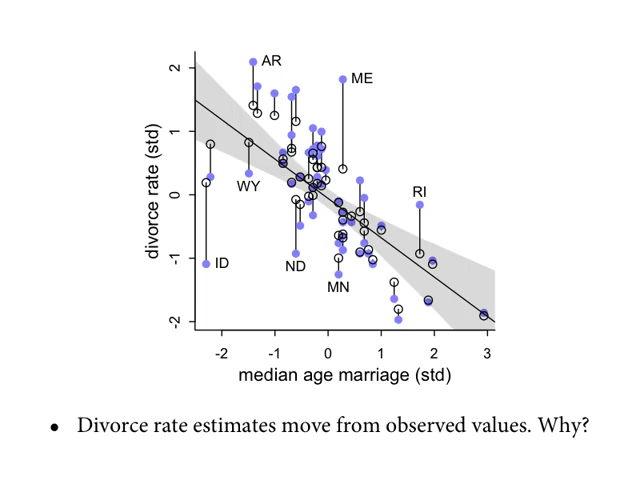 AR
ME
WY
RI
ID
ND
MN
2
1
0
-1
-2
divorce rate (std)
-2 -1 0 1 2 3
median age marriage (std)
• Divorce rate estimates move from observed values. Why?